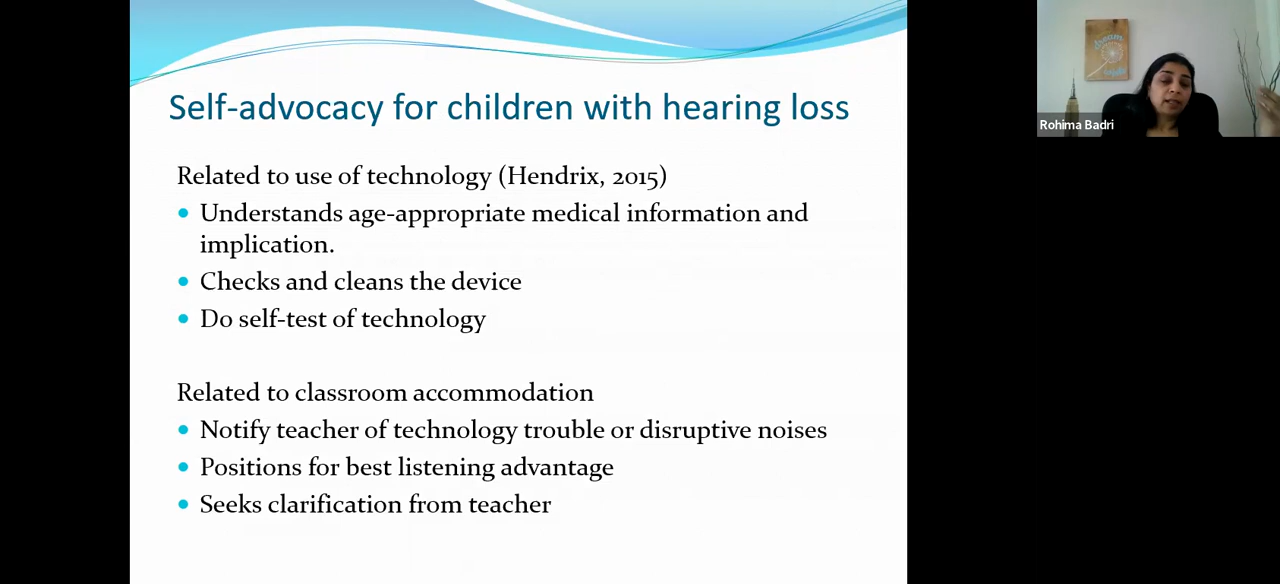 Self-advocacy for children with hearing loss
Related to use of technology (Hendrix, 2015)
Understands age-appropriate medical information and
implication.
Checks and cleans the device
Do self-test of technology
Related to classroom accommodation
Notify teacher of technology trouble or disruptive noises
Positions for best listening advantage
Seeks clarification from teacher
Rohima Badri